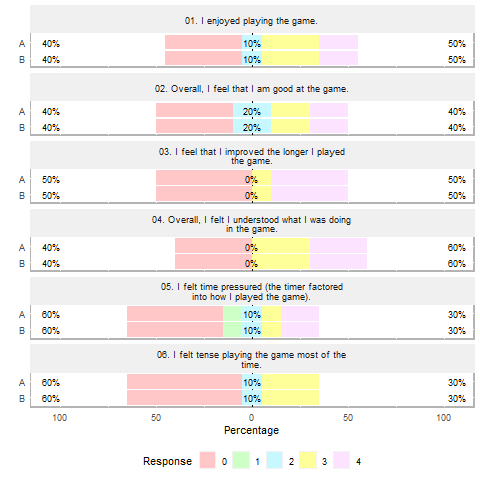 01. I enjoyed playing the game.
A 40% 10% 50%
B 40% 10% 50%
02. Overall, I feel that I am good at the game.
A 40% 20% 40%
B 40% 20% 40%
03. I feel that I improved the longer I played
the game.
A 50% 0% 50%
B 50% 0% 50%
04. Overall, I felt I understood what I was doing
in the game.
A 40% 0% 60%
B 40% 0% 60%
05. I felt time pressured (the timer factored
into how I played the game).
A 60% 10% 30%
B 60% 10% 30%
06. I felt tense playing the game most of the
time.
A 60% 10% 30%
B 60% 10% 30%
100 50 0 50 100
Percentage
Response 0 1 2 3 4